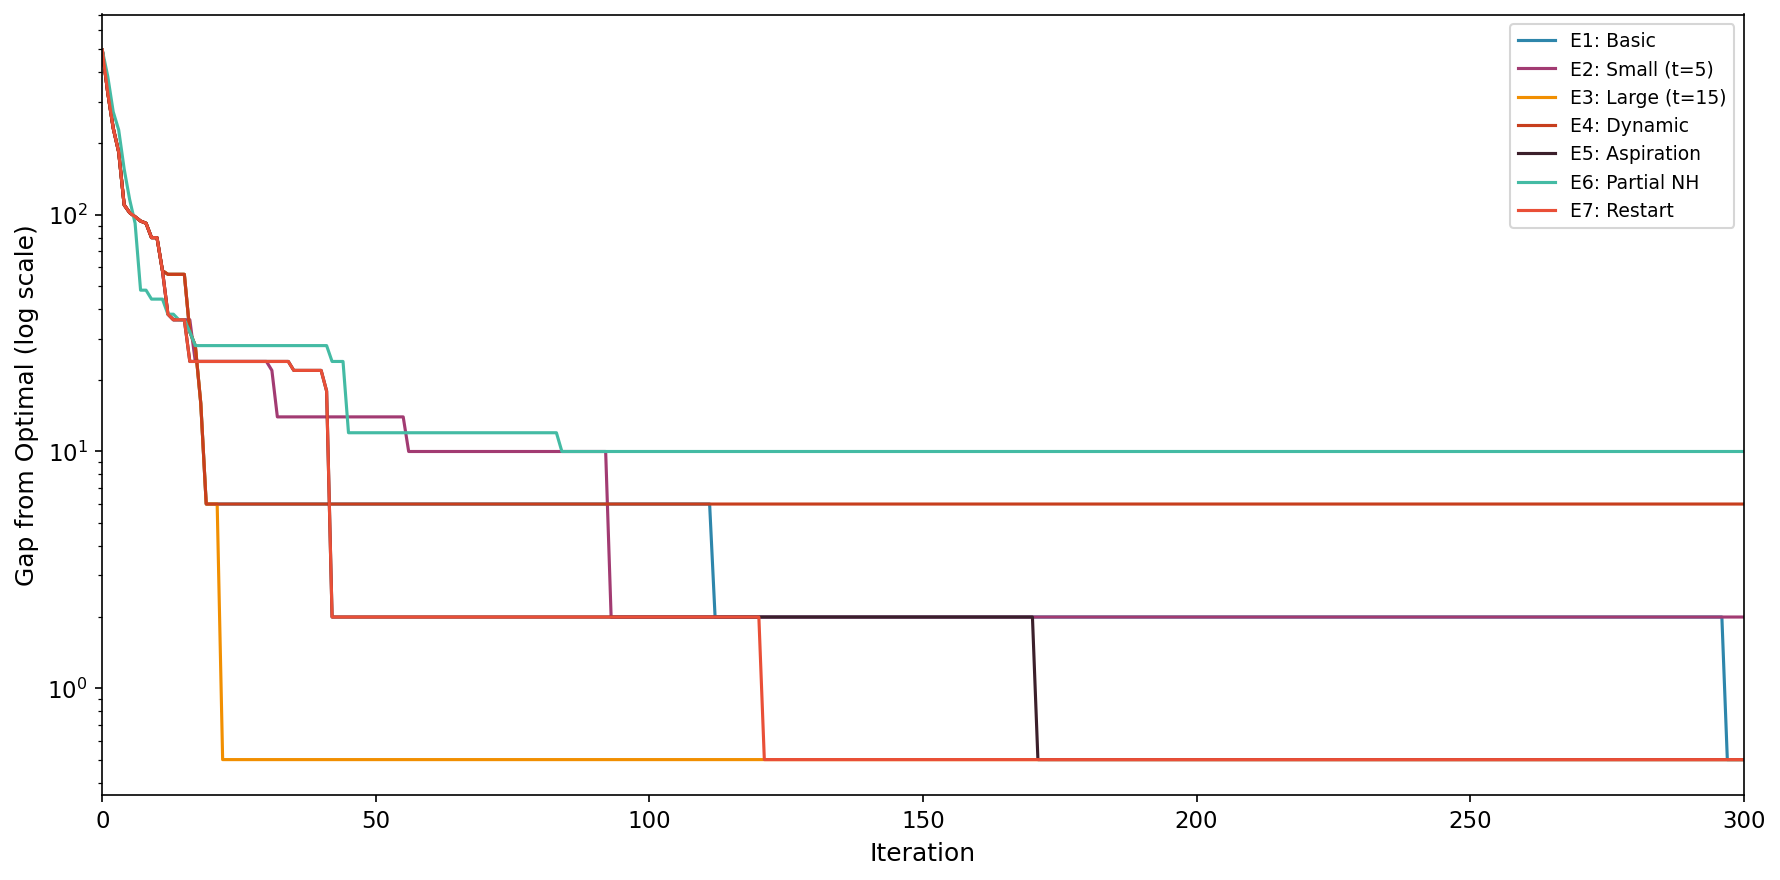 E1: Basic
E2: Small (t=5)
E3: Large (t=15)
E4: Dynamic
E5: Aspiration
E6: Partial NH
E7: Restart
Gap from Optimal (log scale)
10²
10¹
10⁰
0 50 100 150 200 250 300
Iteration